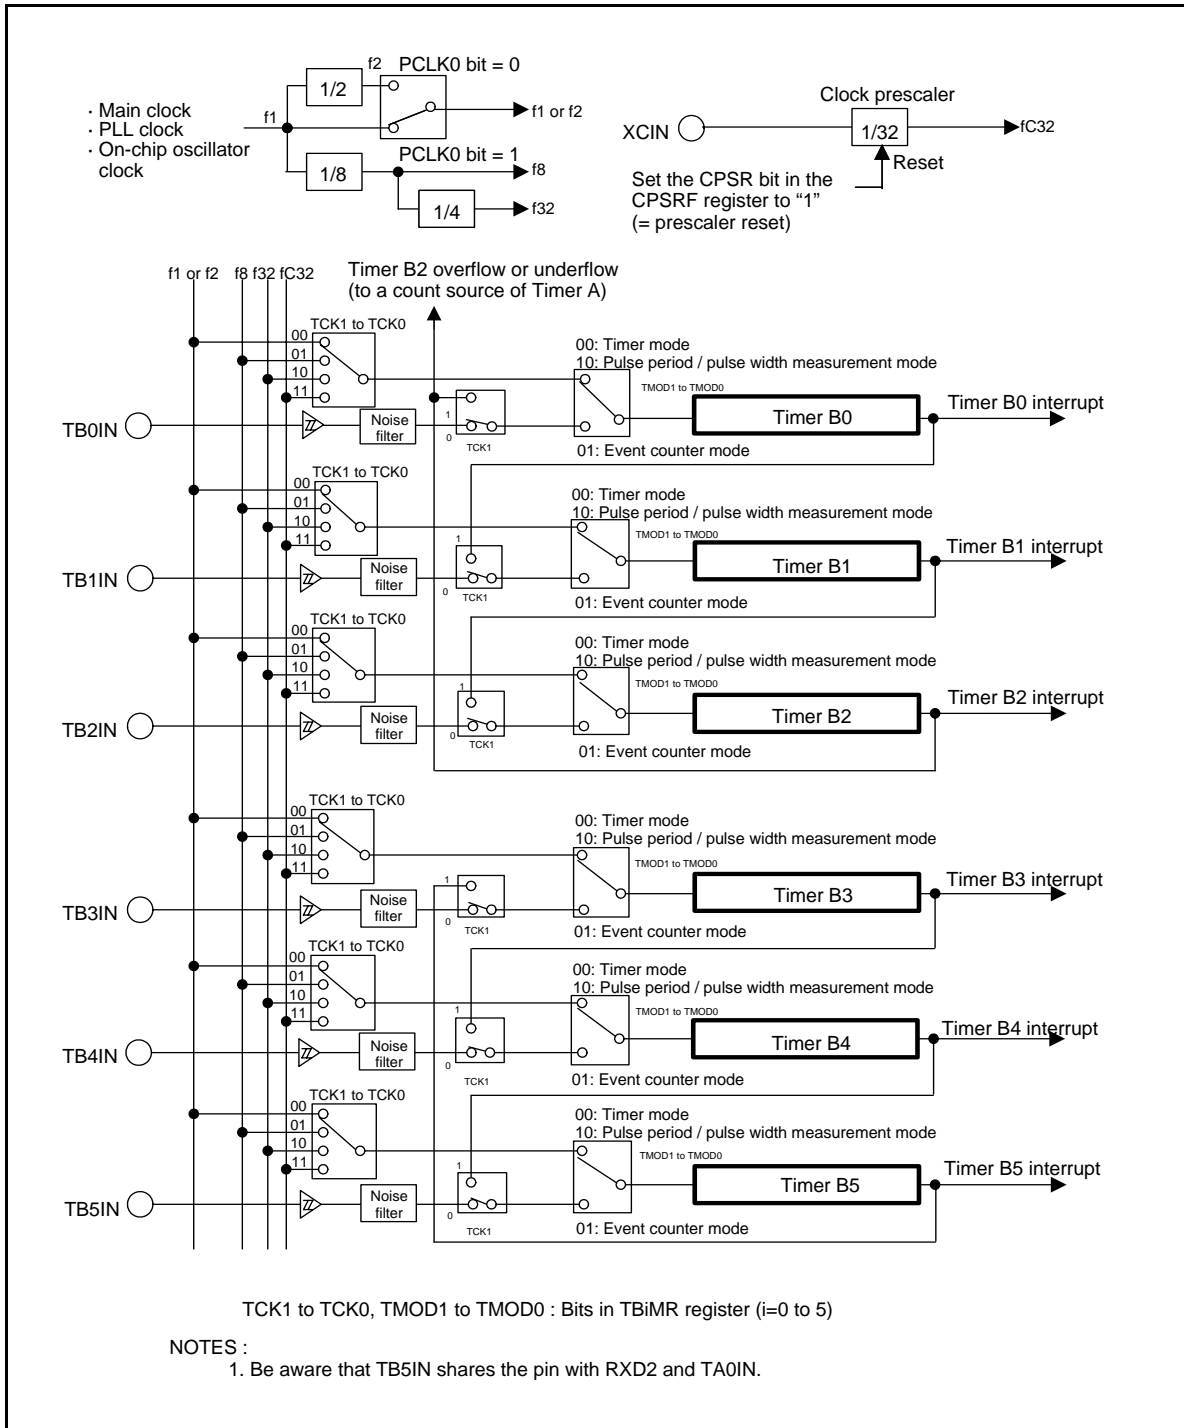 f2 PCLK0 bit = 0
1/2
· Main clock
· PLL clock
· On-chip oscillator
clock
f1
f1 or f2
PCLK0 bit = 1
1/8
f8
1/4
f32
Clock prescaler
XCIN
1/32
fC32
Reset
Set the CPSR bit in the
CPSRF register to “1”
(= prescaler reset)
f1 or f2 f8 f32 fC32
Timer B2 overflow or underflow
(to a count source of Timer A)
TCK1 to TCK0
00
01
10
11
00: Timer mode
10: Pulse period / pulse width measurement mode
TMOD1 to TMOD0
TB0IN
Noise
filter
1
0
TCK1
Timer B0
Timer B0 interrupt
01: Event counter mode
TCK1 to TCK0
00
01
10
11
00: Timer mode
10: Pulse period / pulse width measurement mode
TMOD1 to TMOD0
TB1IN
Noise
filter
1
0
TCK1
Timer B1
Timer B1 interrupt
01: Event counter mode
TCK1 to TCK0
00
01
10
11
00: Timer mode
10: Pulse period / pulse width measurement mode
TMOD1 to TMOD0
TB2IN
Noise
filter
1
0
TCK1
Timer B2
Timer B2 interrupt
01: Event counter mode
TCK1 to TCK0
00
01
10
11
00: Timer mode
10: Pulse period / pulse width measurement mode
TMOD1 to TMOD0
TB3IN
Noise
filter
1
0
TCK1
Timer B3
Timer B3 interrupt
01: Event counter mode
TCK1 to TCK0
00
01
10
11
00: Timer mode
10: Pulse period / pulse width measurement mode
TMOD1 to TMOD0
TB4IN
Noise
filter
1
0
TCK1
Timer B4
Timer B4 interrupt
01: Event counter mode
TCK1 to TCK0
00
01
10
11
00: Timer mode
10: Pulse period / pulse width measurement mode
TMOD1 to TMOD0
TB5IN
Noise
filter
1
0
TCK1
Timer B5
Timer B5 interrupt
01: Event counter mode
TCK1 to TCK0, TMOD1 to TMOD0 : Bits in TBiMR register (i=0 to 5)
NOTES :
1. Be aware that TB5IN shares the pin with RXD2 and TA0IN.